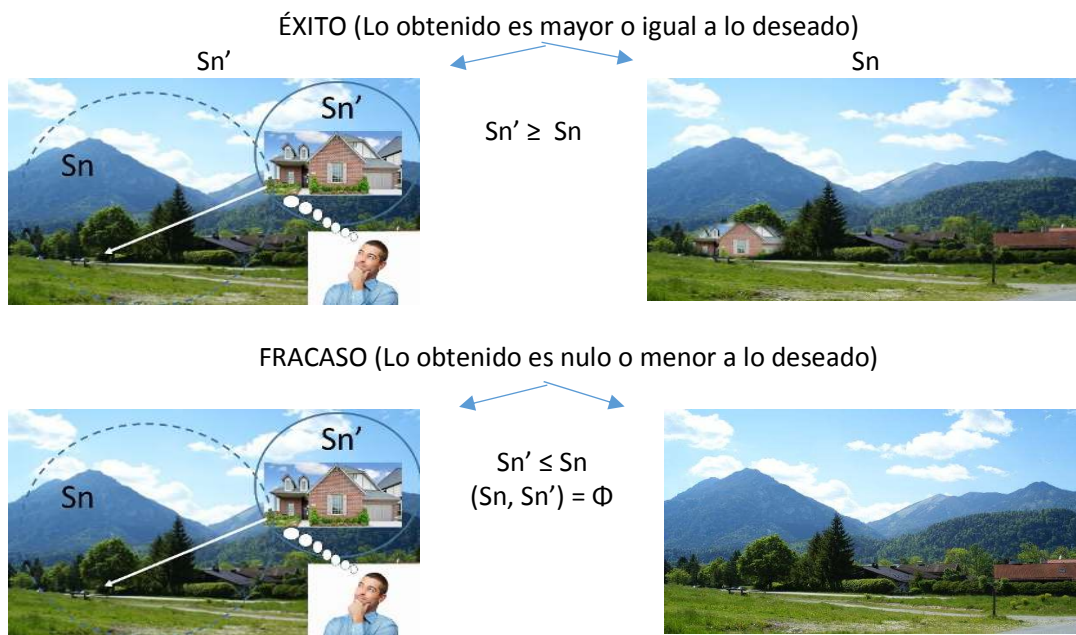 ÉXITO (Lo obtenido es mayor o igual a lo deseado)
Sn’
Sn
Sn’
Sn
Sn’ ≥ Sn
FRACASO (Lo obtenido es nulo o menor a lo deseado)
Sn’
Sn
Sn’ ≤ Sn
(Sn, Sn’) = Φ